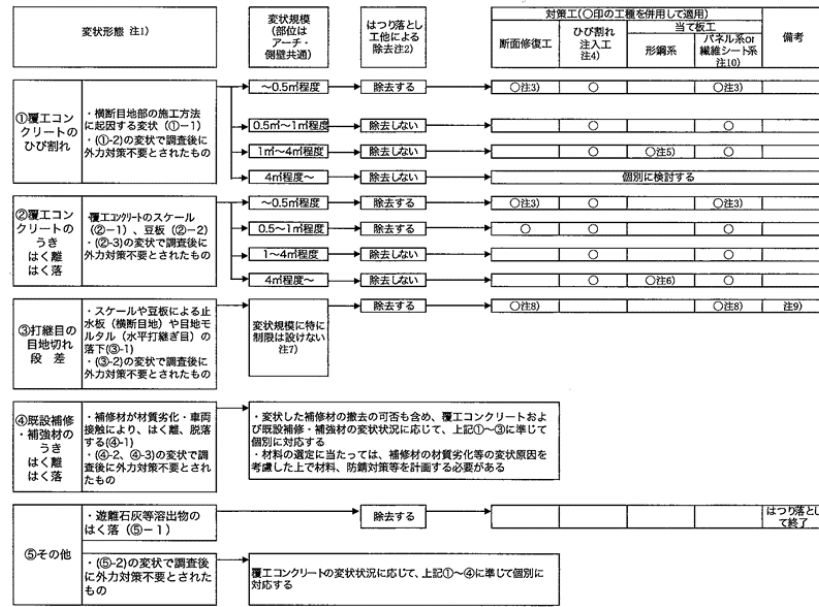 変状形態 注1)
変状規模
(部位は
アーチ・
側壁共通)
はつり落とし
工他による
除去注2)
対策工(○印の工種を併用して適用)
断面修復工
ひび割れ
注入工
注4)
当て板工
形鋼系
パネル系or
繊維シート系
注10)
備考
①覆工コン
クリートの
ひび割れ
・横断目地部の施工方法
に起因する変状(①-1)
・(①-2)の変状で調査後に
外力対策不要とされたもの
～0.5㎡程度 除去する ○注3) ○ ○注3)
0.5㎡～1㎡程度 除去しない ○ ○
1㎡～4㎡程度 除去しない ○ ○注5) ○
4㎡程度～ 除去しない 個別に検討する
②覆工コン
クリートの
うき
はく離
はく落
・覆工コンクリートのスケール
(②-1)、豆板(②-2)
・(②-3)の変状で調査後に
外力対策不要とされたもの
～0.5㎡程度 除去する ○注3) ○ ○注3)
0.5～1㎡程度 除去する ○ ○ ○
1～4㎡程度 除去しない ○ ○
4㎡程度～ 除去しない ○ ○注6) ○
③打継目の
目地切れ
段 差
・スケールや豆板による止
水板(横断目地)や目地モ
ルタル(水平打継ぎ目)の
落下(③-1)
・(③-2)の変状で調査後に
外力対策不要とされたもの
変状規模に特に
制限は設けない
注7)
除去する ○注8) ○注8) 注9)
④既設補修
・補強材の
うき
はく離
はく落
・補修材が材質劣化・車両
接触により、はく離、脱落
する(④-1)
・(④-2、④-3)の変状で調
査後に外力対策不要とされ
たもの
・変状した補修材の撤去の可否も含め、覆工コンクリートおよ
び既設補修・補強材の変状状況に応じて、上記①～③に準じて
個別に対応する
・材料の選定に当たっては、補修材の材質劣化等の変状原因を
考慮した上で材料、防錆対策等を計画する必要がある
⑤その他
・遊離石灰等溶出物の
はく落(⑤-1)
除去する
はつり落とし
て終了
・(⑤-2)の変状で調査後
に外力対策不要とされた
もの
覆工コンクリートの変状状況に応じて、上記①～④に準じて個別に
対応する